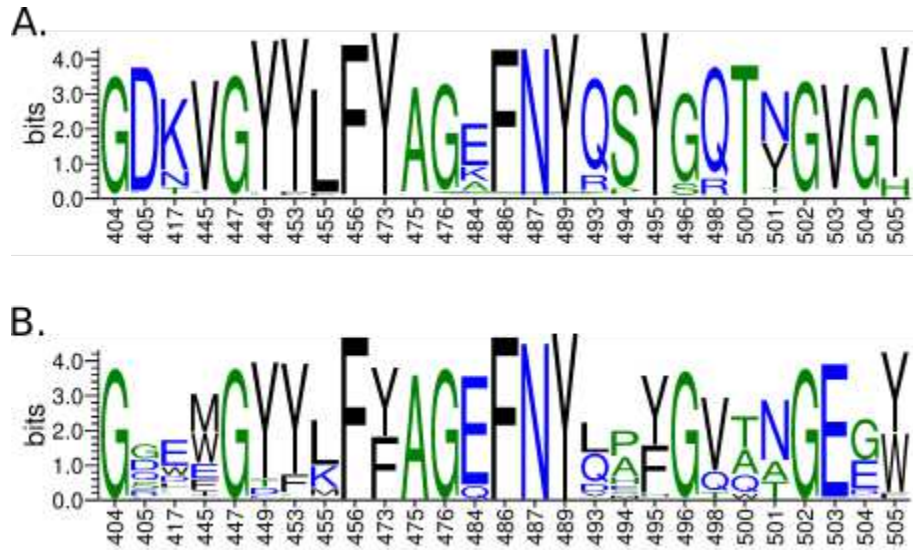 A.
bits
4.0
3.0
2.0
1.0
0.0
G D K N V G Y Y L F Y A G E K A F N Y Q R S Y G S Q R T N Y G V G Y H
404 405 417 445 447 449 453 455 456 473 475 476 484 486 487 489 493 494 495 496 498 500 501 502 503 504 505
B.
bits
4.0
3.0
2.0
1.0
0.0
G G E M W E G Y Y F L K F Y F A G E Q F N Y L Q P A Y F G V Q T A Q N A T G E G E Y W
404 405 417 445 447 449 453 455 456 473 475 476 484 486 487 489 493 494 495 496 498 500 501 502 503 504 505